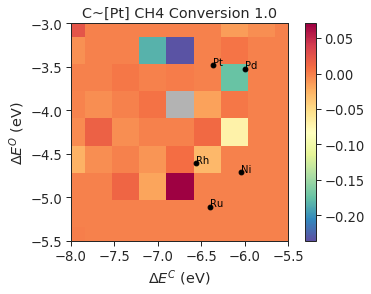 C~[Pt] CH4 Conversion 1.0
−3.0
−3.5
−4.0
−4.5
−5.0
−5.5
ΔE^O (eV)
Pt
Pd
Rh
Ni
Ru
−8.0 −7.5 −7.0 −6.5 −6.0 −5.5
ΔE^C (eV)
0.05
0.00
−0.05
−0.10
−0.15
−0.20